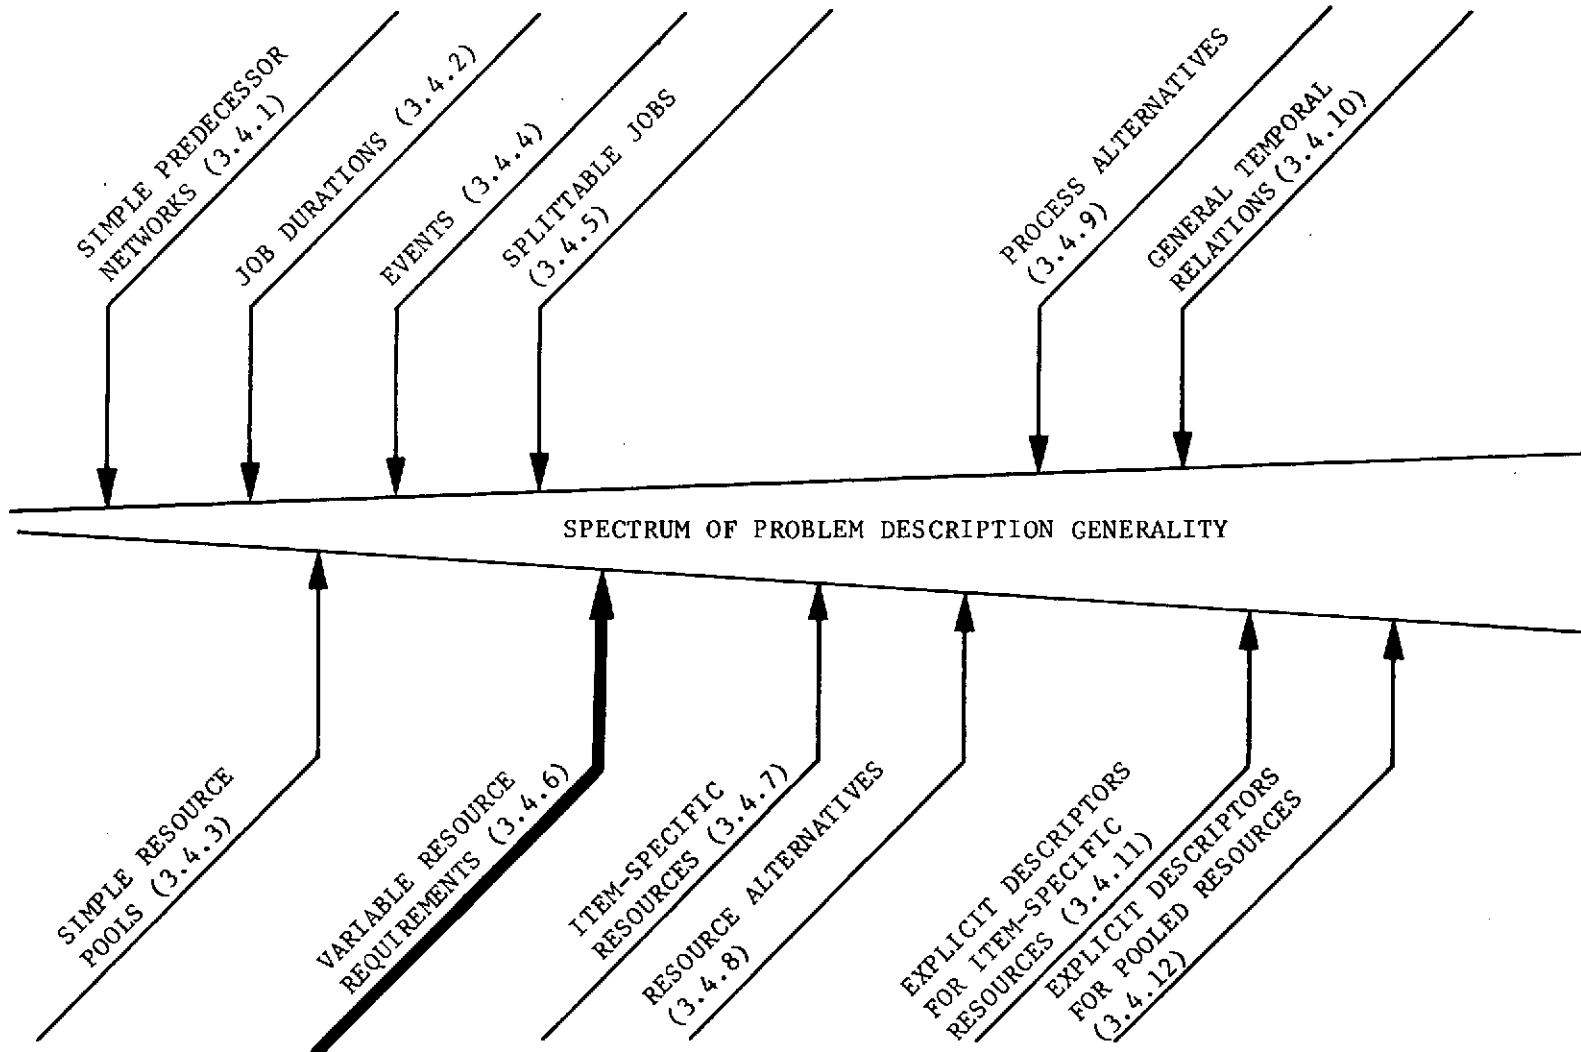 SIMPLE PREDECESSOR
NETWORKS (3.4.1)
JOB DURATIONS (3.4.2)
EVENTS (3.4.4)
SPLITTABLE JOBS
(3.4.5)
PROCESS ALTERNATIVES
(3.4.9)
GENERAL TEMPORAL
RELATIONS (3.4.10)
SPECTRUM OF PROBLEM DESCRIPTION GENERALITY
SIMPLE RESOURCE
POOLS (3.4.3)
VARIABLE RESOURCE
REQUIREMENTS (3.4.6)
ITEM-SPECIFIC
RESOURCES (3.4.7)
RESOURCE ALTERNATIVES
(3.4.8)
EXPLICIT DESCRIPTORS
FOR ITEM-SPECIFIC
RESOURCES (3.4.11)
EXPLICIT DESCRIPTORS
FOR POOLED RESOURCES
(3.4.12)